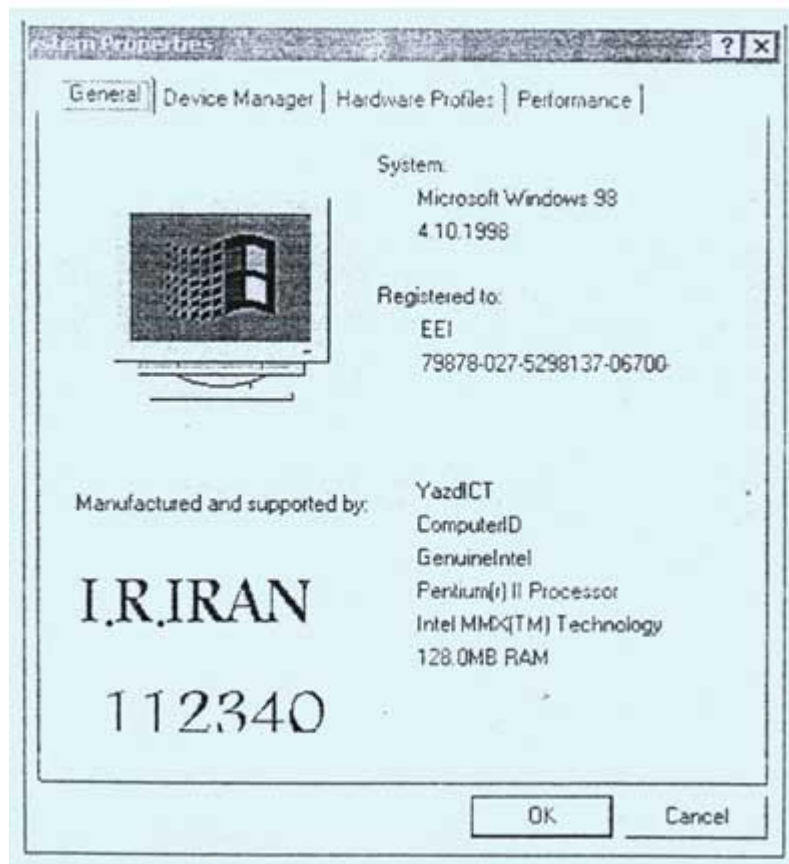 stem Properties
? ×
General Device Manager Hardware Profiles Performance
System:
Microsoft Windows 98
4.10.1998
Registered to:
EEI
79878-027-5298137-06700-
Manufactured and supported by:
YazdICT
ComputerID
GenuineIntel
Pentium(r) II Processor
Intel MMX(TM) Technology
128.0MB RAM
I.R.IRAN
112340
OK Cancel